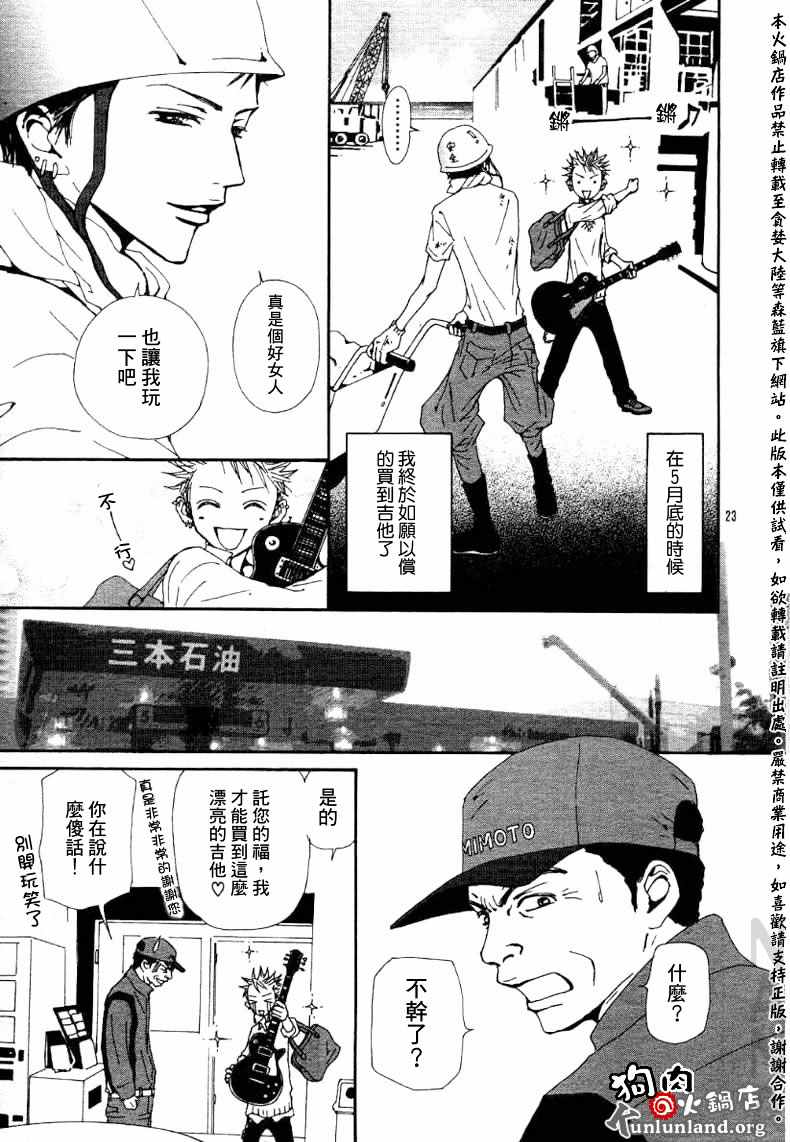 ……
鏘
鏘♪
安全
在5月底的時候
我終於如願以償
的買到吉他了
真是個好女人
也讓我玩
一下吧
不——行♡
23
三本石油
MIMOTO
什麼？
不幹了？
是的
託您的福，我
才能買到這麼
漂亮的吉他♡
真是非常非常的謝謝您
你在說什
麼傻話！
別開玩笑了
本火鍋店作品禁止轉載至貪婪大陸等森藍旗下網站。此版本僅供試看，如欲轉載請註明出處。嚴禁商業用途，如喜歡請支持正版，謝謝合作。
狗肉火鍋店
Funlunland.org